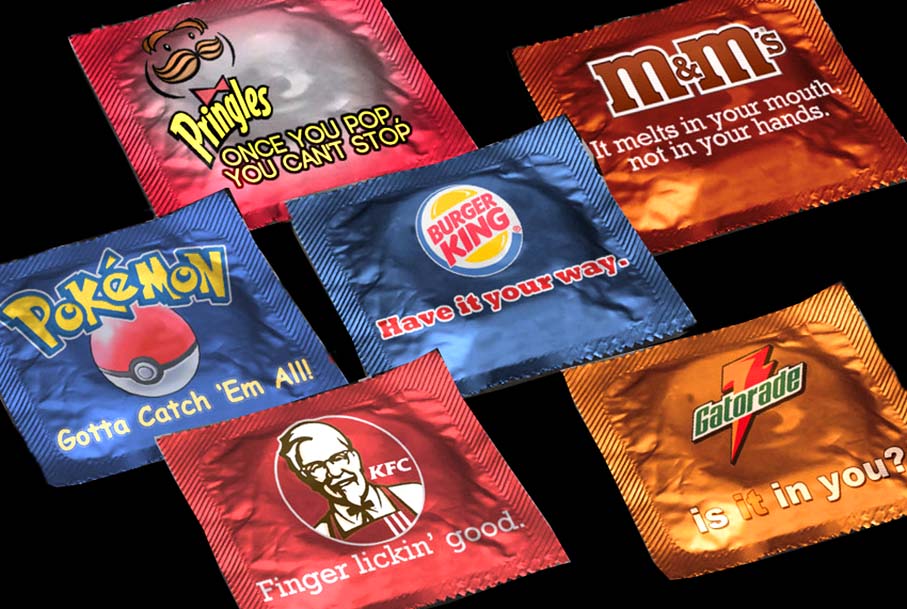 Pringles
ONCE YOU POP,
YOU CAN'T STOP
m&m's
It melts in your mouth,
not in your hands.
POKéMON
Gotta Catch 'Em All!
BURGER
KING®
Have it your way.
KFC
Finger lickin' good.
Gatorade
is it in you?